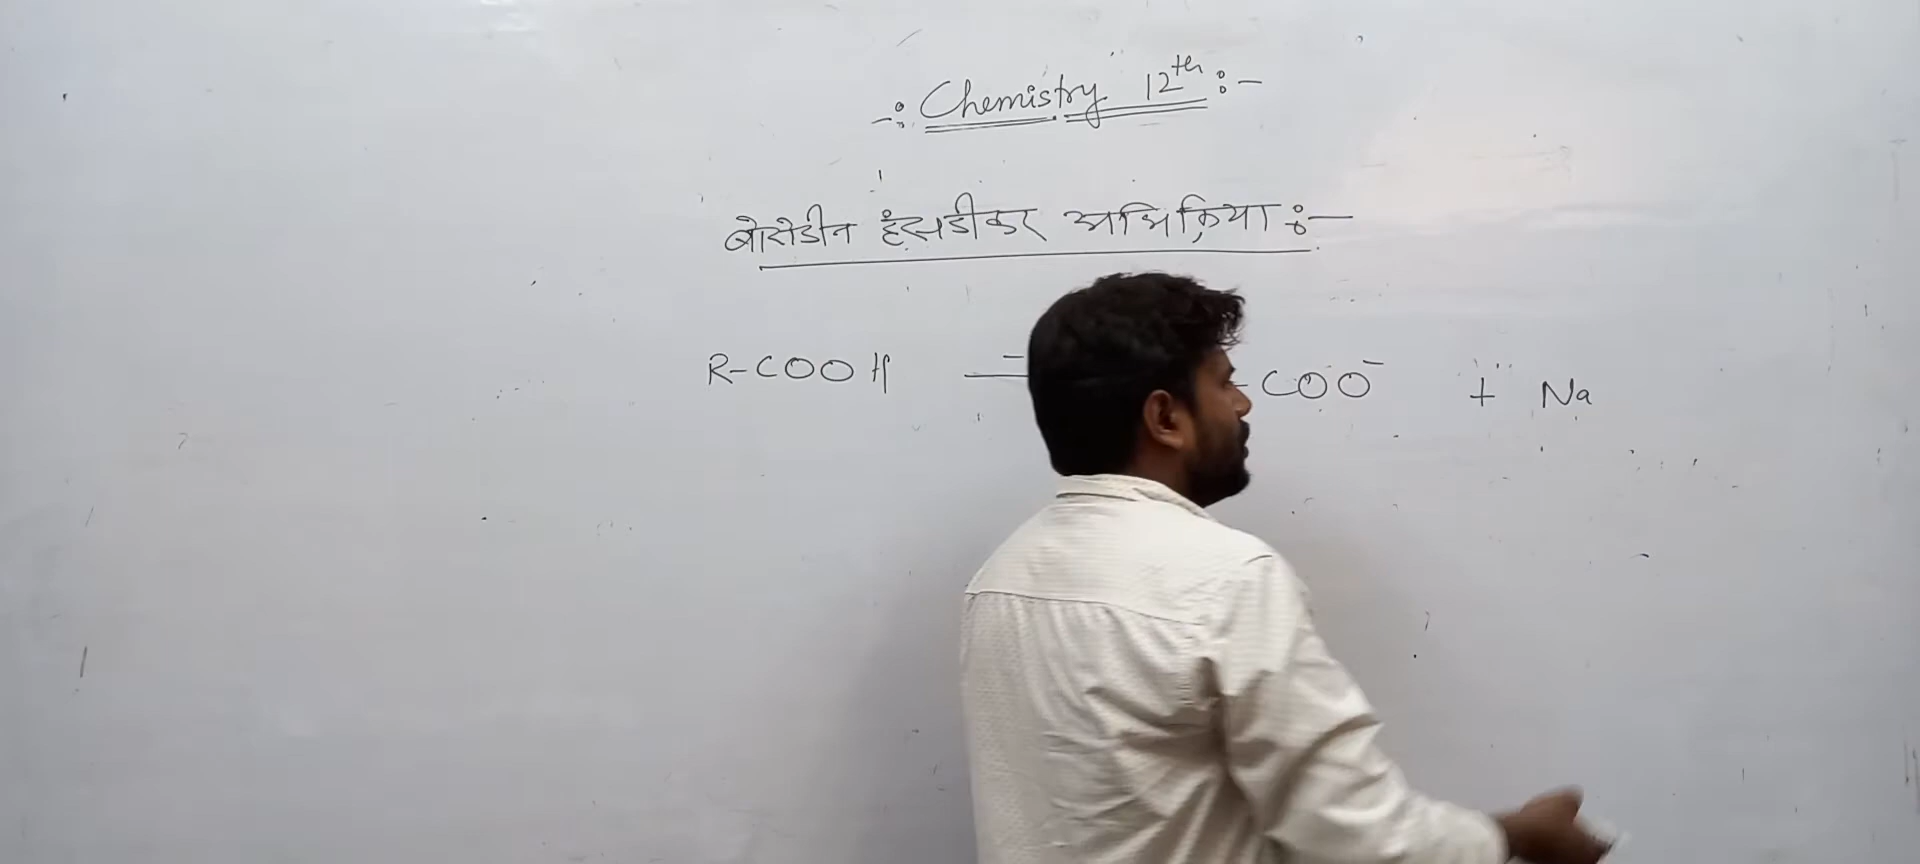 -: Chemistry 12th :-
बोरोडीन हंसडीकर अभिक्रिया :-
R-COOH = -COO⁻ + Na